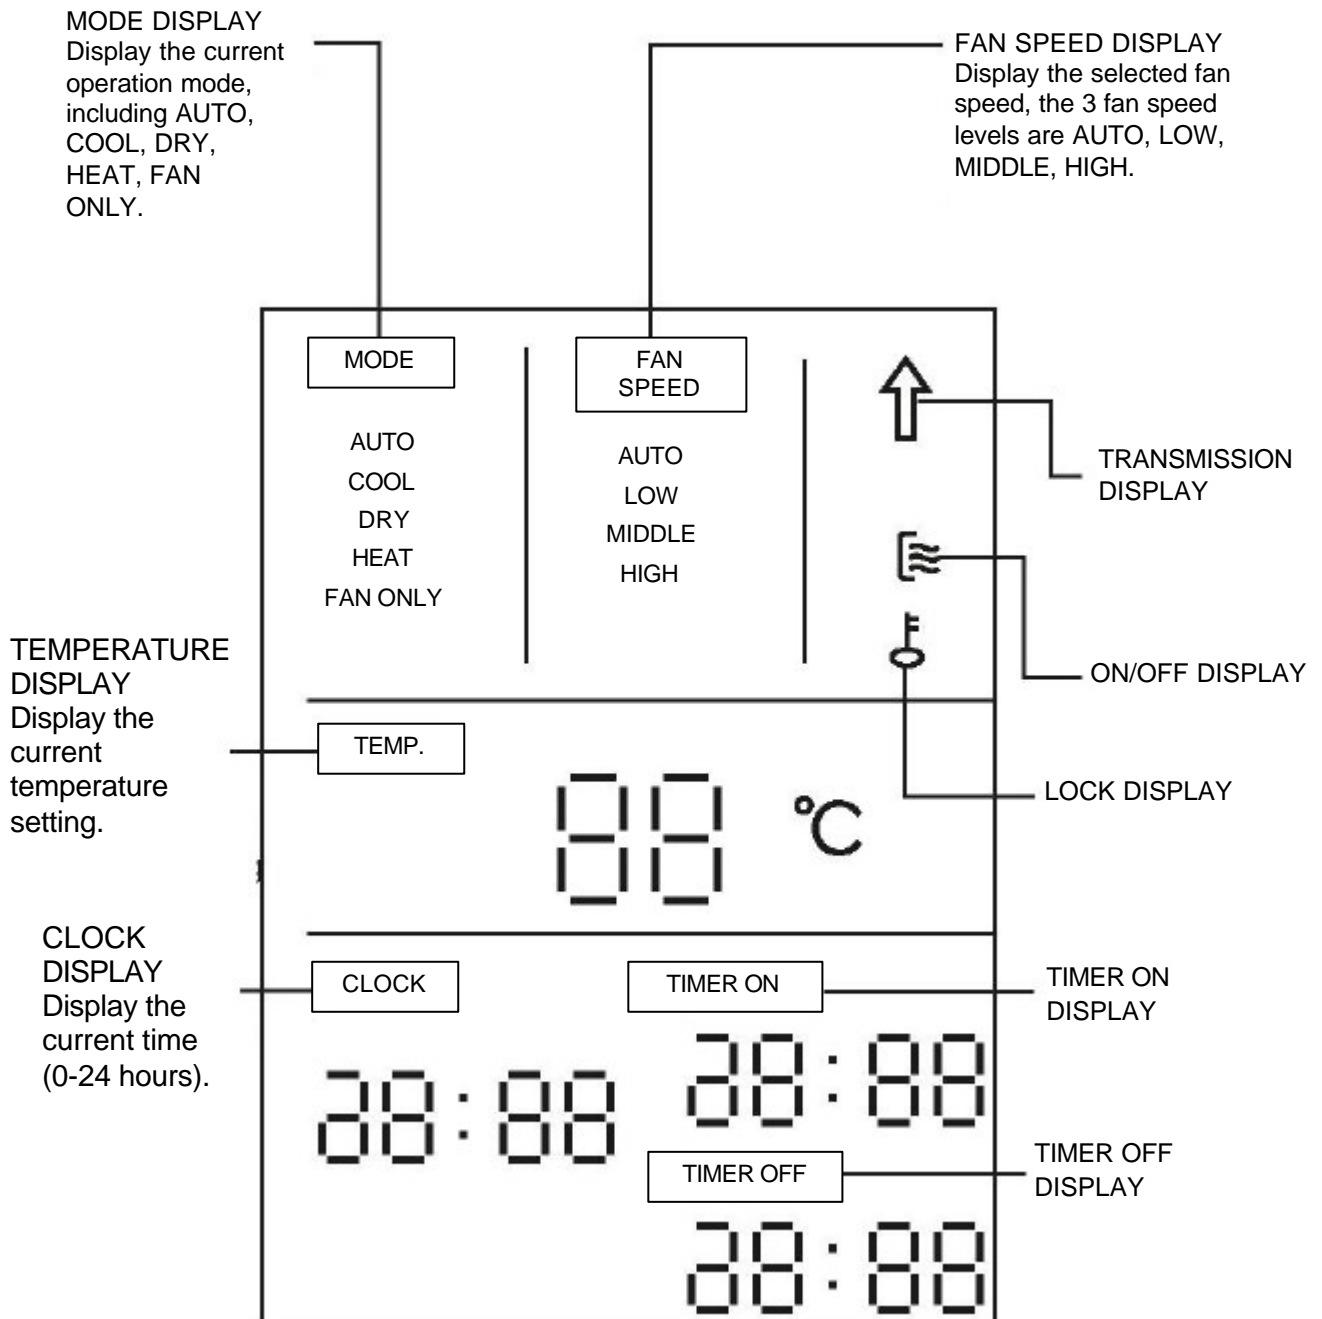 MODE DISPLAY
Display the current
operation mode,
including AUTO,
COOL, DRY,
HEAT, FAN
ONLY.
FAN SPEED DISPLAY
Display the selected fan
speed, the 3 fan speed
levels are AUTO, LOW,
MIDDLE, HIGH.
MODE
AUTO
COOL
DRY
HEAT
FAN ONLY
FAN
SPEED
AUTO
LOW
MIDDLE
HIGH
TRANSMISSION
DISPLAY
ON/OFF DISPLAY
LOCK DISPLAY
TEMPERATURE
DISPLAY
Display the
current
temperature
setting.
TEMP.
88 °C
CLOCK
DISPLAY
Display the
current time
(0-24 hours).
CLOCK
28:88
TIMER ON
28:88
TIMER ON
DISPLAY
TIMER OFF
28:88
TIMER OFF
DISPLAY